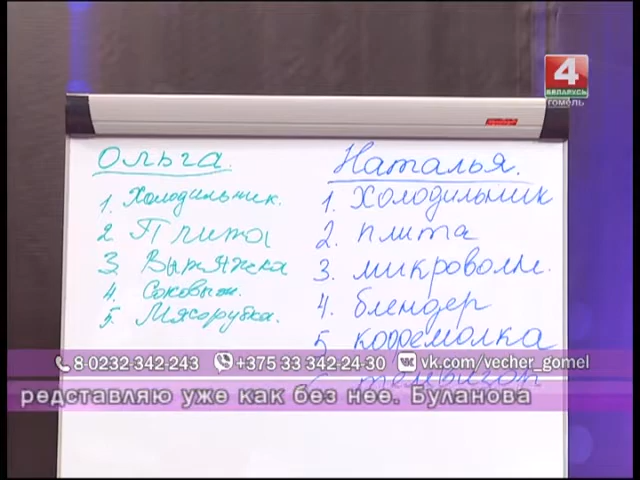 4
БЕЛАРУСЬ
ГОМЕЛЬ
Ольга.
1. Холодильник.
2. Плита
3. Вытяжка
4. Соковыж.
5. Мясорубка.
Наталья.
1. Холодильник
2. плита
3. микроволн.
4. блендер
5. кофемолка
8-0232-342-243 +375 33 342-24-30 vk.com/vecher_gomel
редставляю уже как без нее. Буланова